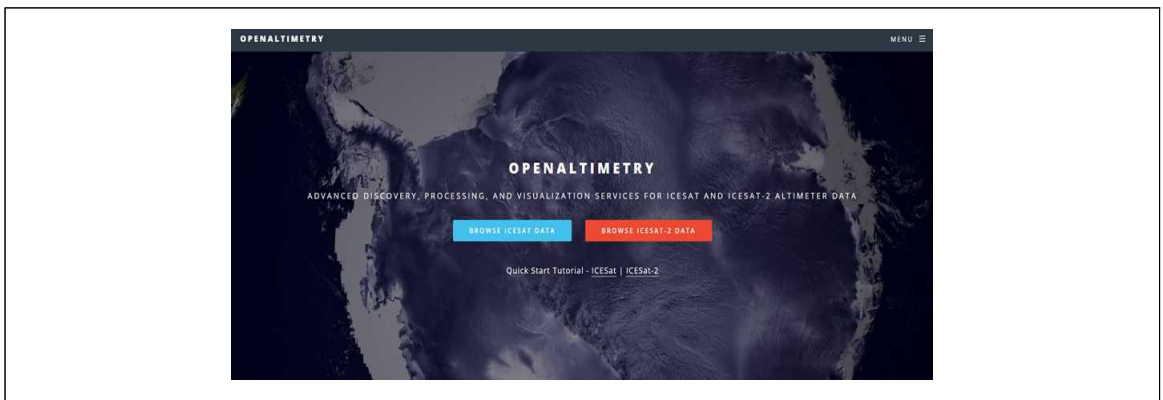 OPENALTIMETRY
MENU ☰
OPENALTIMETRY
ADVANCED DISCOVERY, PROCESSING, AND VISUALIZATION SERVICES FOR ICESAT AND ICESAT-2 ALTIMETER DATA
BROWSE ICESAT DATA
BROWSE ICESAT-2 DATA
Quick Start Tutorial - ICESat | ICESat-2